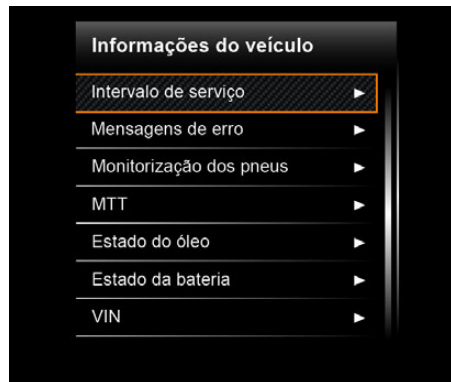 Informações do veículo
Intervalo de serviço
Mensagens de erro
Monitorização dos pneus
MTT
Estado do óleo
Estado da bateria
VIN